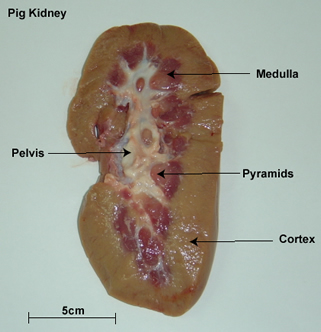 Pig Kidney
Medulla
Pelvis
Pyramids
Cortex
5cm